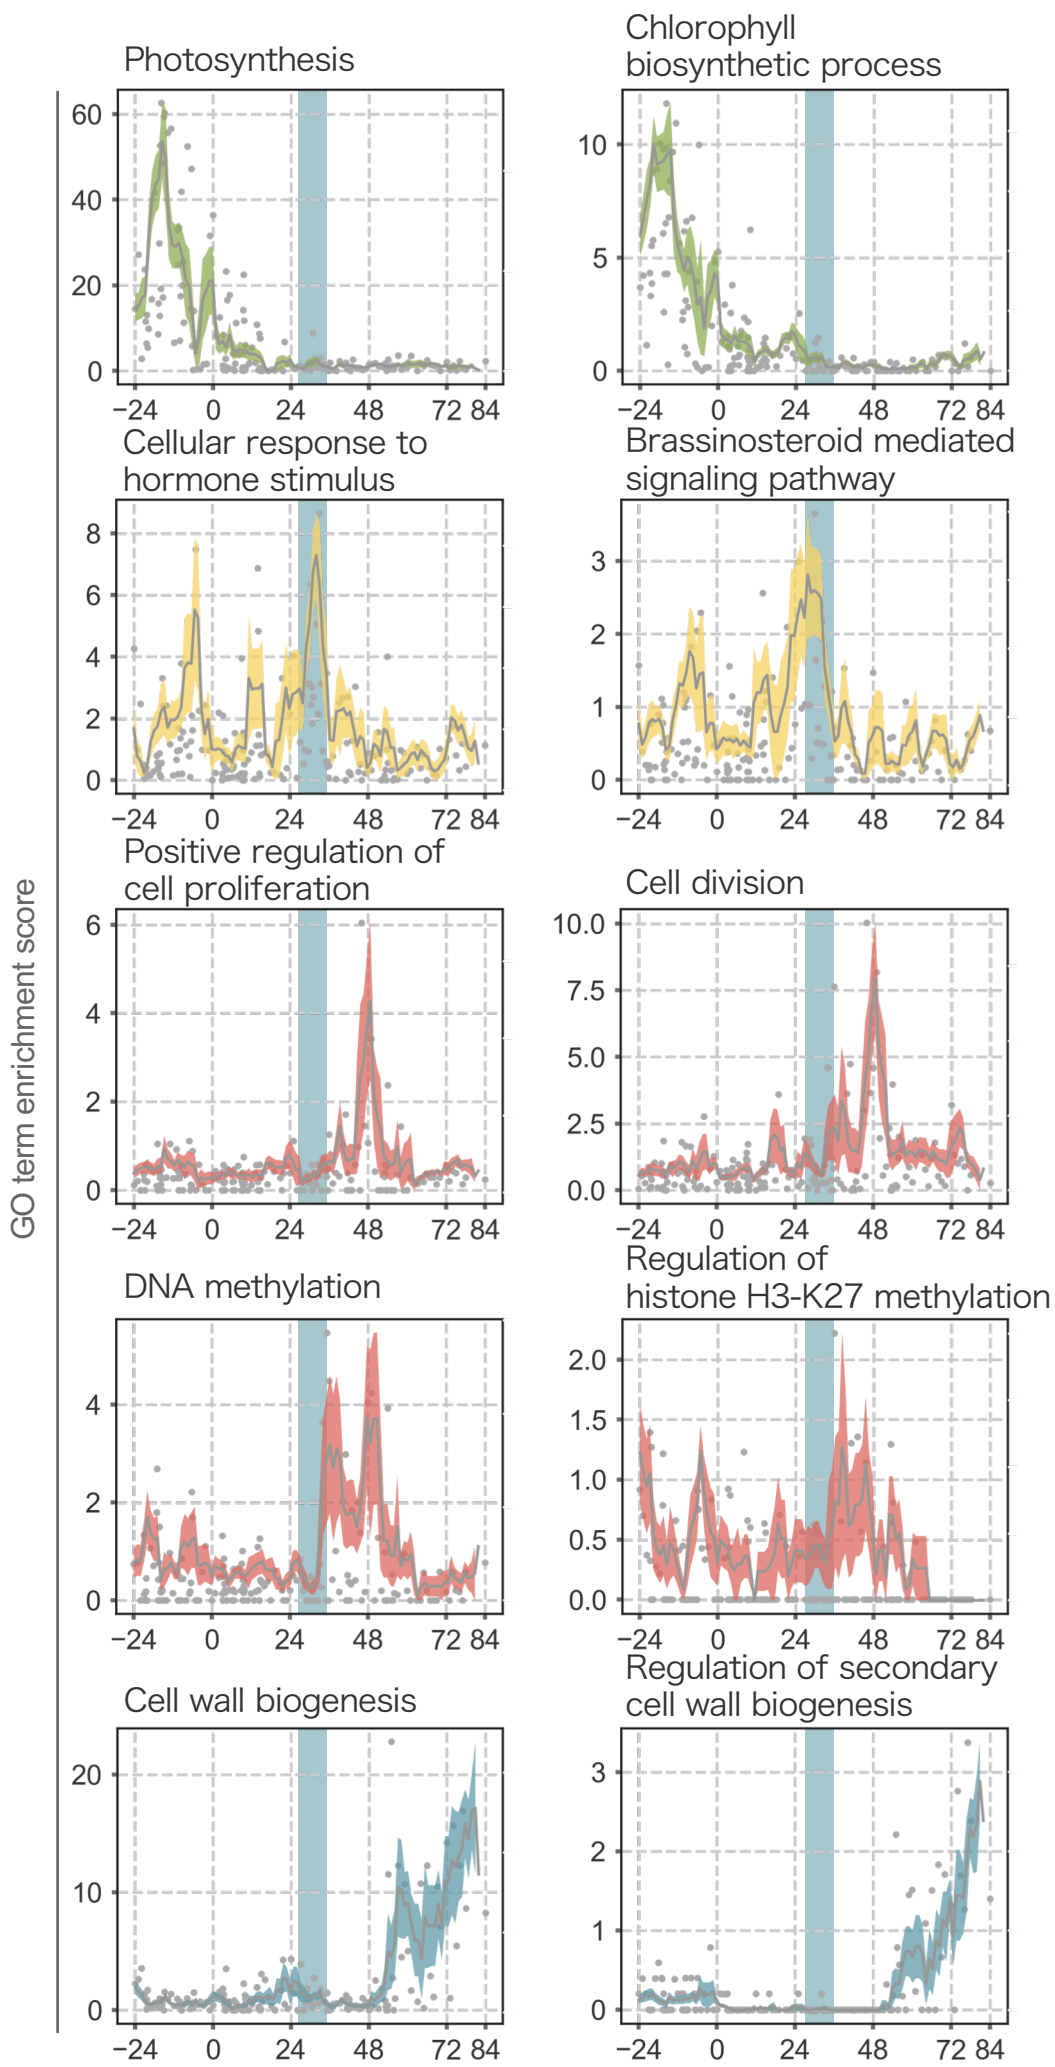 GO term enrichment score
Photosynthesis
60
40
20
0
−24 0 24 48 72 84
Chlorophyll
biosynthetic process
10
5
0
−24 0 24 48 72 84
Cellular response to
hormone stimulus
8
6
4
2
0
−24 0 24 48 72 84
Brassinosteroid mediated
signaling pathway
3
2
1
0
−24 0 24 48 72 84
Positive regulation of
cell proliferation
6
4
2
0
−24 0 24 48 72 84
Cell division
10.0
7.5
5.0
2.5
0.0
−24 0 24 48 72 84
DNA methylation
4
2
0
−24 0 24 48 72 84
Regulation of
histone H3-K27 methylation
2.0
1.5
1.0
0.5
0.0
−24 0 24 48 72 84
Cell wall biogenesis
20
10
0
−24 0 24 48 72 84
Regulation of secondary
cell wall biogenesis
3
2
1
0
−24 0 24 48 72 84